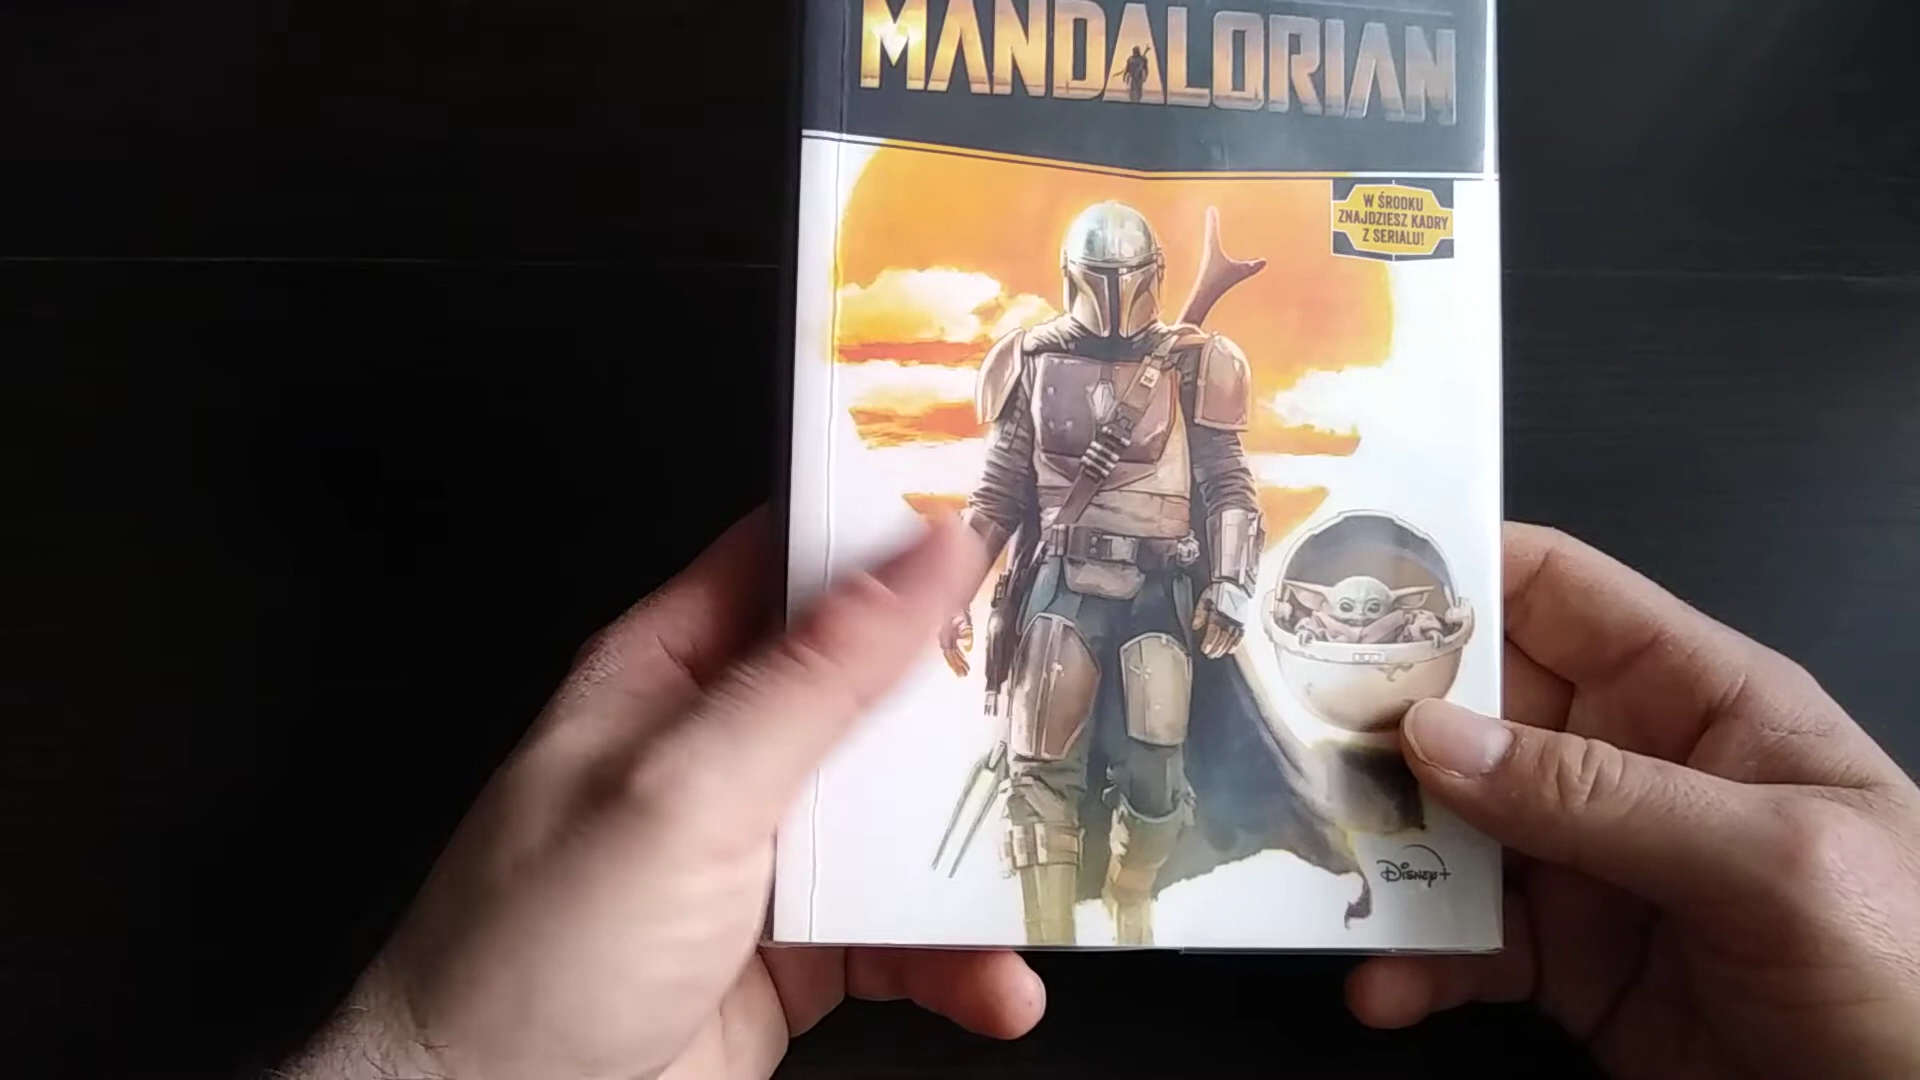 MANDALORIAN
W ŚRODKU
ZNAJDZIESZ KADRY
Z SERIALU!
Disney+